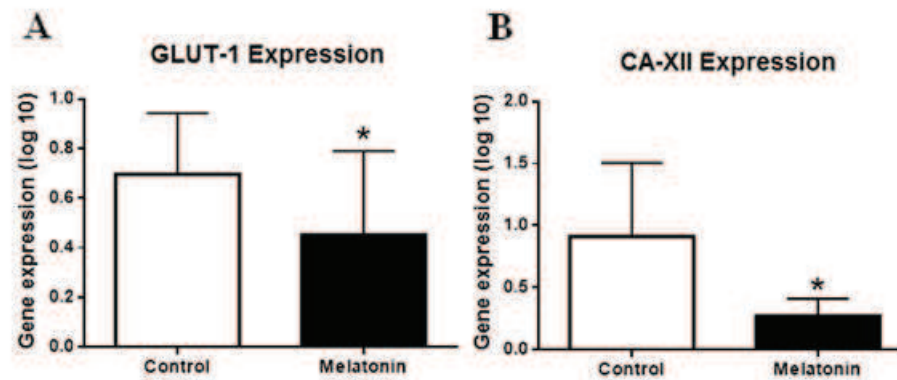 A
GLUT-1 Expression
Gene expression (log 10)
1.0
0.8
0.6
0.4
0.2
0.0
*
Control
Melatonin
B
CA-XII Expression
Gene expression (log 10)
2.0
1.5
1.0
0.5
0.0
*
Control
Melatonin